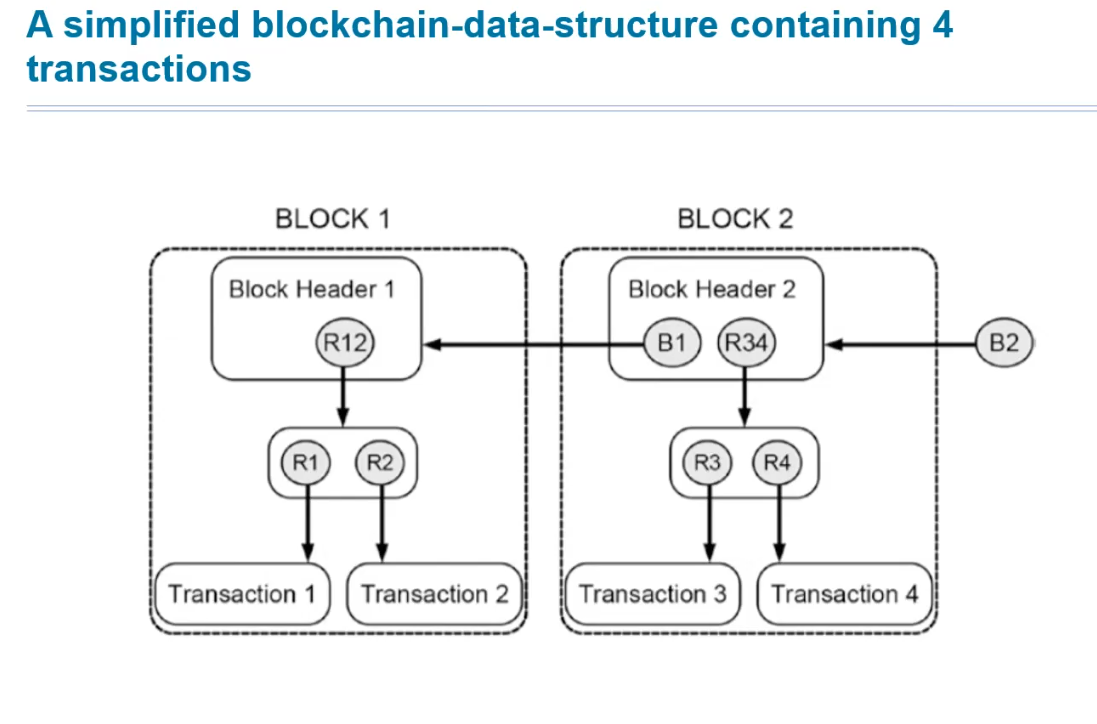 A simplified blockchain-data-structure containing 4
transactions
BLOCK 1
BLOCK 2
Block Header 1
Block Header 2
R12
B1
R34
B2
R1
R2
R3
R4
Transaction 1
Transaction 2
Transaction 3
Transaction 4